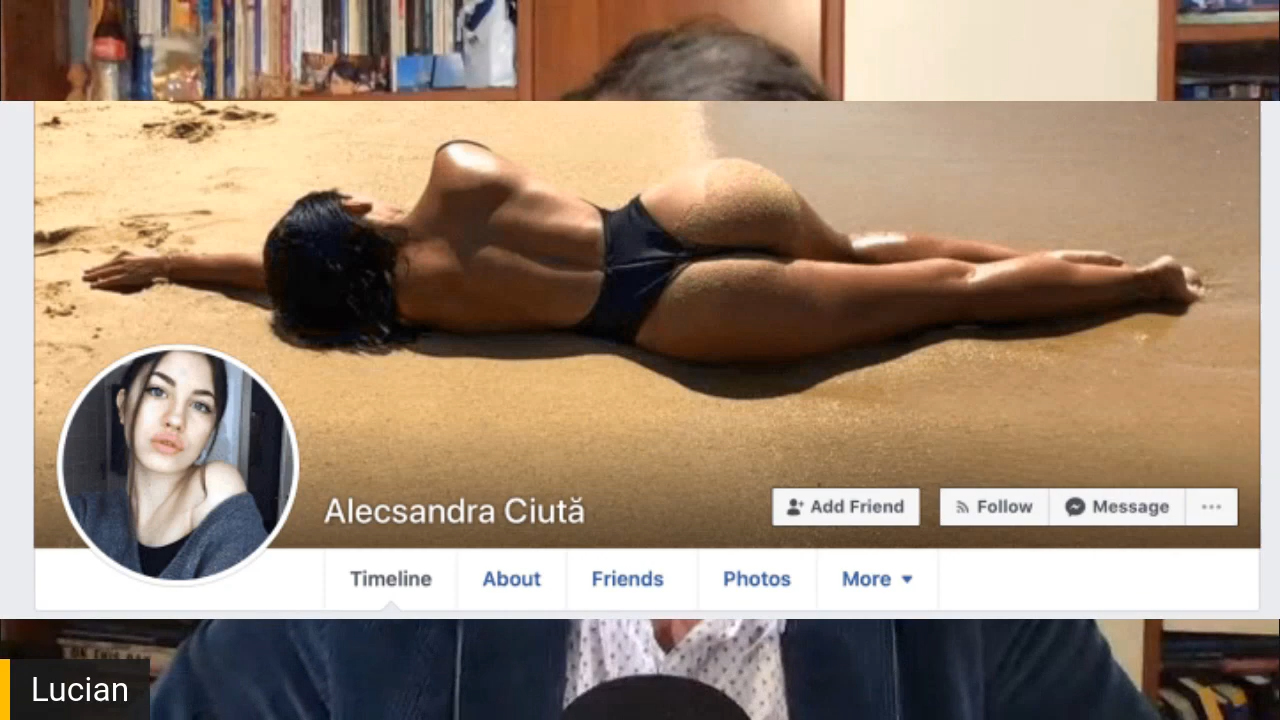 Alecsandra Ciută
Add Friend
Follow
Message
Timeline
About
Friends
Photos
More
Lucian